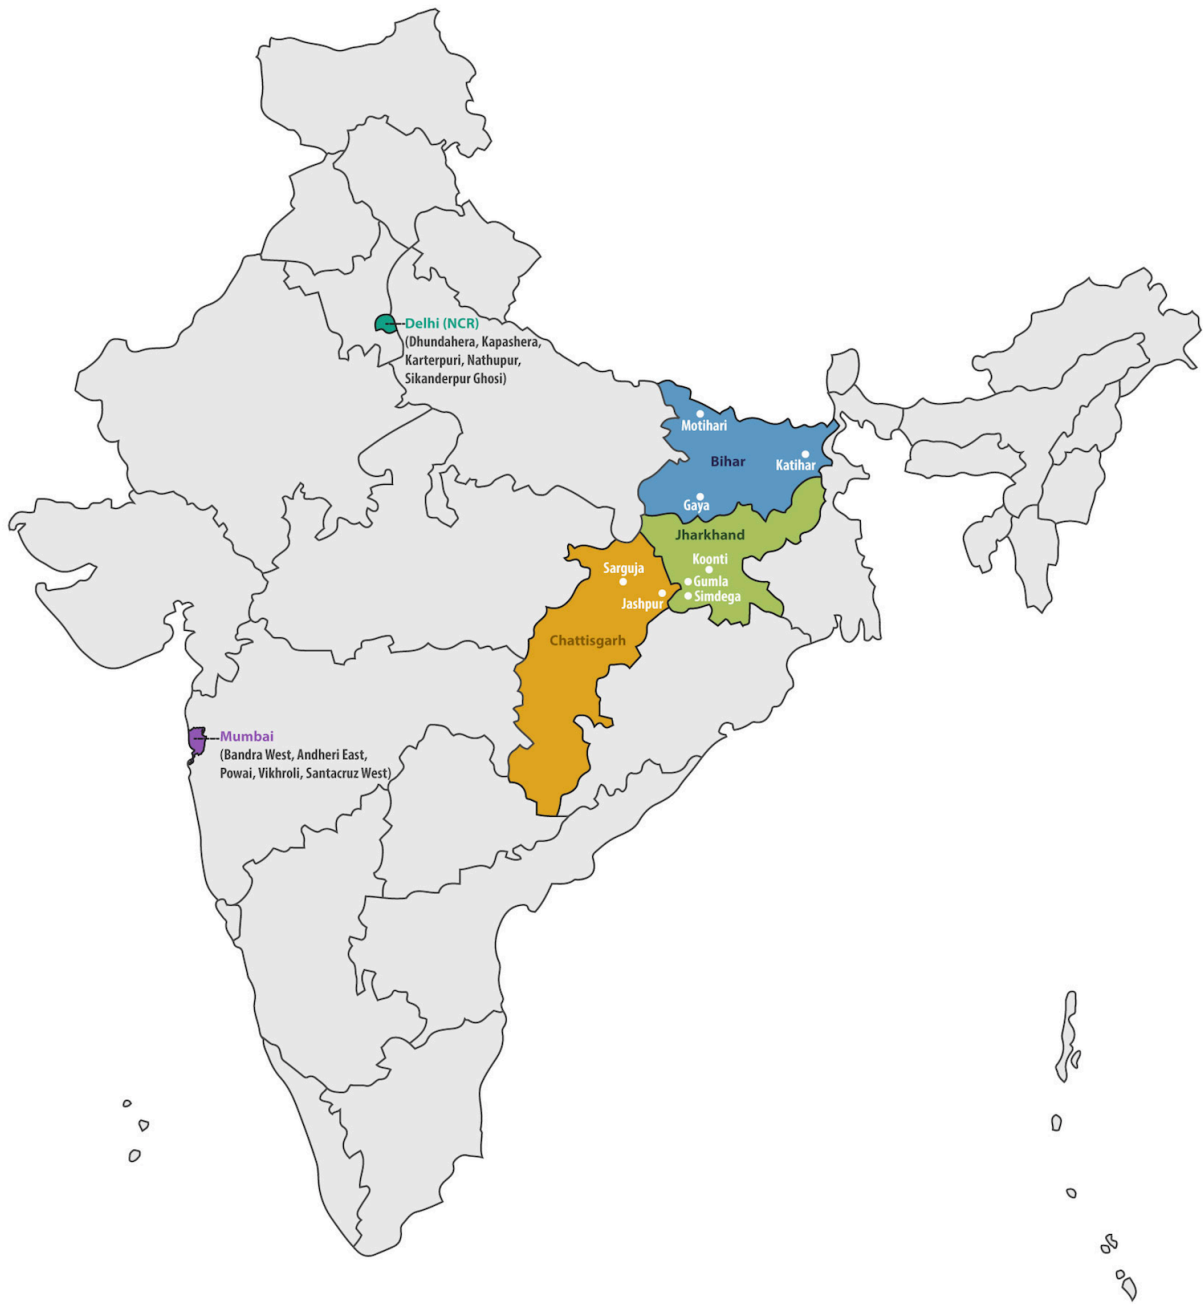 Delhi (NCR)
(Dhundahera, Kapashera,
Karterpuri, Nathupur,
Sikanderpur Ghosi)
Motihari
Bihar
Katihar
Gaya
Jharkhand
Koonti
Sarguja
Gumla
Jashpur
Simdega
Chattisgarh
Mumbai
(Bandra West, Andheri East,
Powai, Vikhroli, Santacruz West)